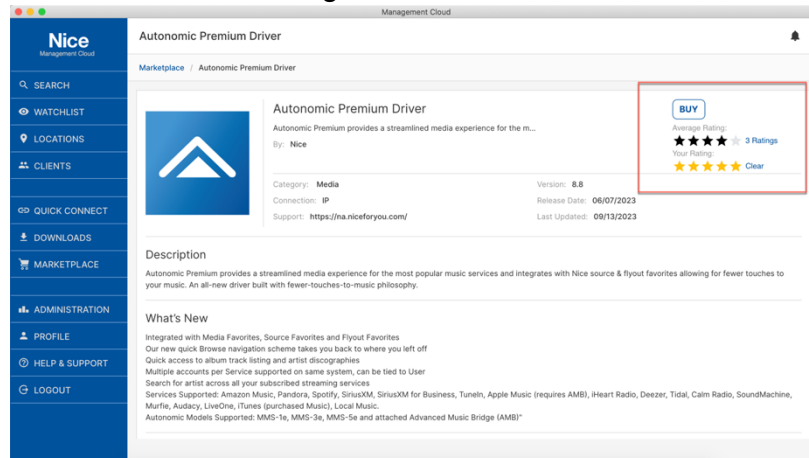 Management Cloud
Nice
Management Cloud
Autonomic Premium Driver
Marketplace / Autonomic Premium Driver
SEARCH
WATCHLIST
LOCATIONS
CLIENTS
QUICK CONNECT
DOWNLOADS
MARKETPLACE
ADMINISTRATION
PROFILE
HELP & SUPPORT
LOGOUT
Autonomic Premium Driver
Autonomic Premium provides a streamlined media experience for the m...
By: Nice
BUY
Average Rating:
3 Ratings
Your Rating:
Clear
Category: Media
Version: 8.8
Connection: IP
Release Date: 06/07/2023
Support: https://na.niceforyou.com/
Last Updated: 09/13/2023
Description
Autonomic Premium provides a streamlined media experience for the most popular music services and integrates with Nice source & flyout favorites allowing for fewer touches to
your music. An all-new driver built with fewer-touches-to-music philosophy.
What's New
Integrated with Media Favorites, Source Favorites and Flyout Favorites
Our new quick Browse navigation scheme takes you back to where you left off
Quick access to album track listing and artist discographies
Multiple accounts per Service supported on same system, can be tied to User
Search for artist across all your subscribed streaming services
Services Supported: Amazon Music, Pandora, Spotify, SiriusXM, SiriusXM for Business, TuneIn, Apple Music (requires AMB), iHeart Radio, Deezer, Tidal, Calm Radio, SoundMachine,
Murfie, Audacy, LiveOne, iTunes (purchased Music), Local Music.
Autonomic Models Supported: MMS-1e, MMS-3e, MMS-5e and attached Advanced Music Bridge (AMB)"